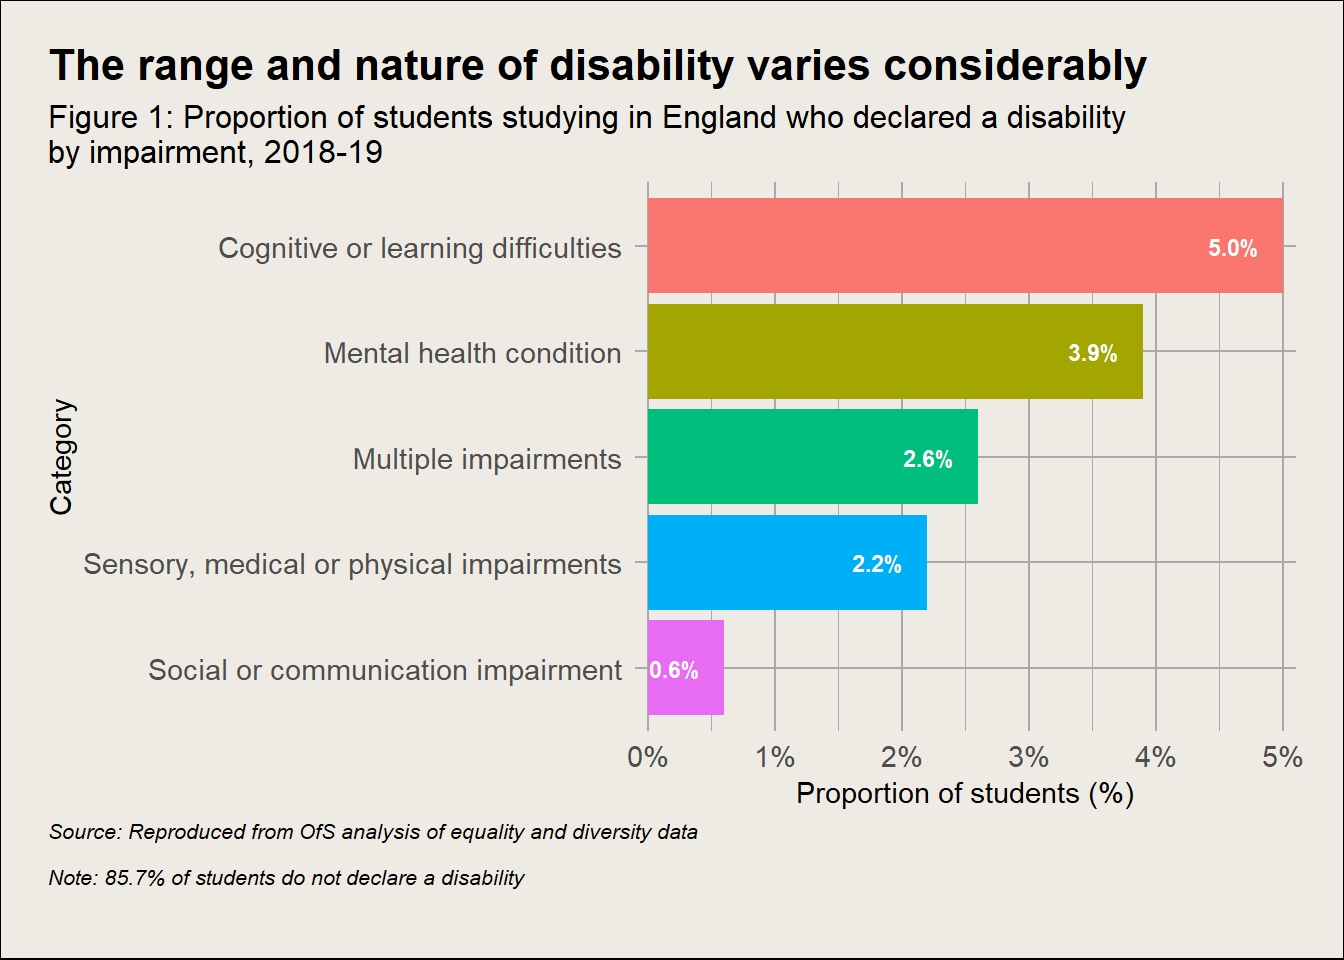 The range and nature of disability varies considerably
Figure 1: Proportion of students studying in England who declared a disability
by impairment, 2018-19
Category
Cognitive or learning difficulties
5.0%
Mental health condition
3.9%
Multiple impairments
2.6%
Sensory, medical or physical impairments
2.2%
Social or communication impairment
0.6%
0% 1% 2% 3% 4% 5%
Proportion of students (%)
Source: Reproduced from OfS analysis of equality and diversity data
Note: 85.7% of students do not declare a disability